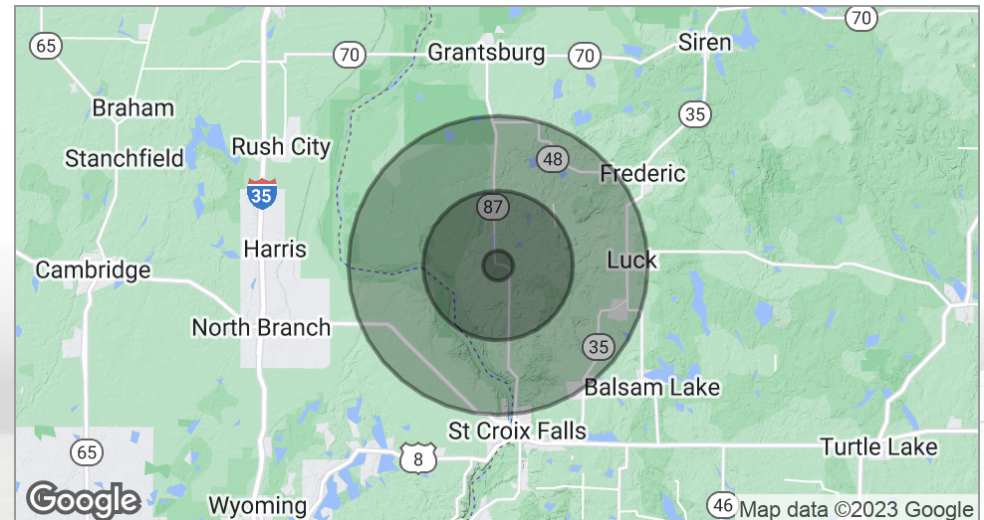 65
70
Grantsburg
70
Siren
70
Braham
35
Stanchfield
Rush City
48
Frederic
35
87
Harris
Luck
Cambridge
North Branch
35
Balsam Lake
St Croix Falls
65
8
Turtle Lake
Google
Wyoming
46
Map data ©2023 Google